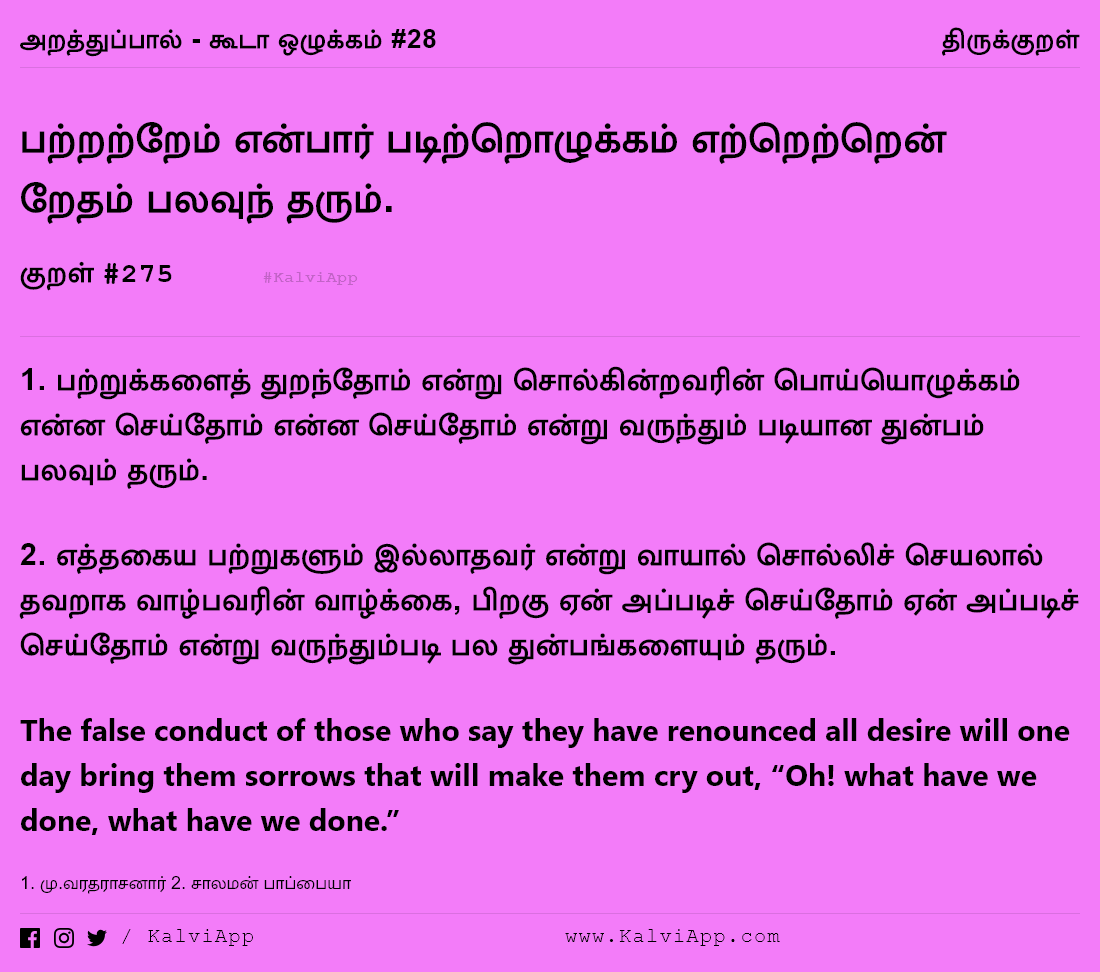 அறத்துப்பால் - கூடா ஒழுக்கம் #28 திருக்குறள்
பற்றற்றேம் என்பார் படிற்றொழுக்கம் எற்றெற்றென்
றேதம் பலவுந் தரும்.
குறள் #275 #KalviApp
1. பற்றுக்களைத் துறந்தோம் என்று சொல்கின்றவரின் பொய்யொழுக்கம்
என்ன செய்தோம் என்ன செய்தோம் என்று வருந்தும் படியான துன்பம்
பலவும் தரும்.
2. எத்தகைய பற்றுகளும் இல்லாதவர் என்று வாயால் சொல்லிச் செயலால்
தவறாக வாழ்பவரின் வாழ்க்கை, பிறகு ஏன் அப்படிச் செய்தோம் ஏன் அப்படிச்
செய்தோம் என்று வருந்தும்படி பல துன்பங்களையும் தரும்.
The false conduct of those who say they have renounced all desire will one
day bring them sorrows that will make them cry out, “Oh! what have we
done, what have we done.”
1. மு.வரதராசனார் 2. சாலமன் பாப்பையா
/ KalviApp www.KalviApp.com